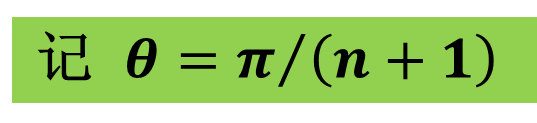 记 θ = π/(n + 1)